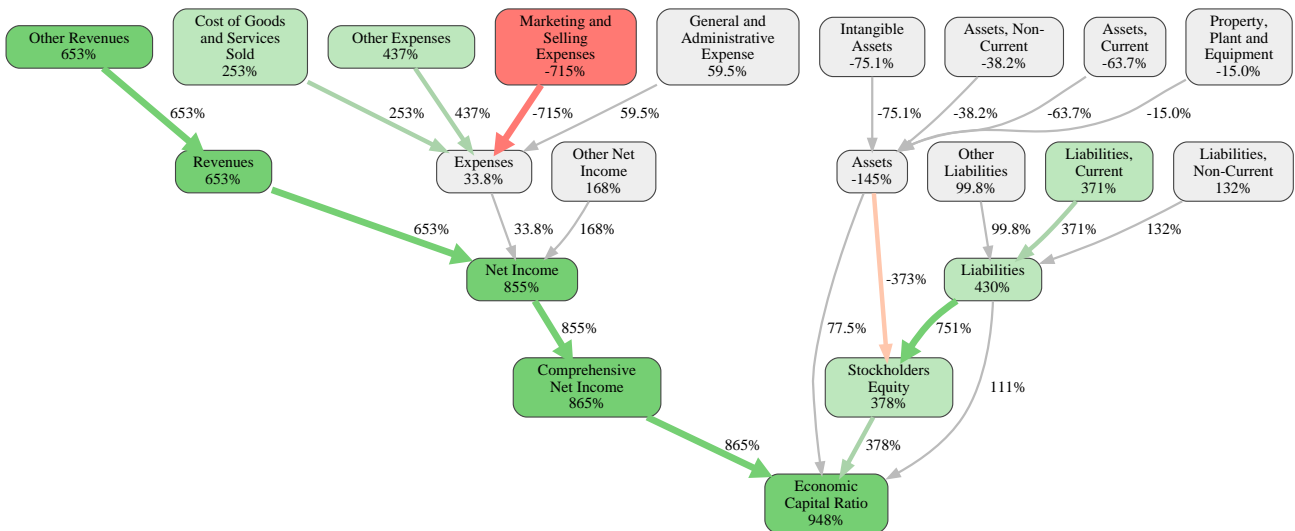 Other Revenues
653%
Cost of Goods
and Services
Sold
253%
Other Expenses
437%
Marketing and
Selling
Expenses
-715%
General and
Administrative
Expense
59.5%
Intangible
Assets
-75.1%
Assets, Non-
Current
-38.2%
Assets,
Current
-63.7%
Property,
Plant and
Equipment
-15.0%
653%
253%
437%
-715%
59.5%
-75.1%
-38.2%
-63.7%
-15.0%
Revenues
653%
Expenses
33.8%
Other Net
Income
168%
Assets
-145%
Other
Liabilities
99.8%
Liabilities,
Current
371%
Liabilities,
Non-Current
132%
653%
33.8%
168%
99.8%
371%
132%
Net Income
855%
Liabilities
430%
-373%
855%
77.5%
751%
111%
Comprehensive
Net Income
865%
Stockholders
Equity
378%
865%
378%
Economic
Capital Ratio
948%